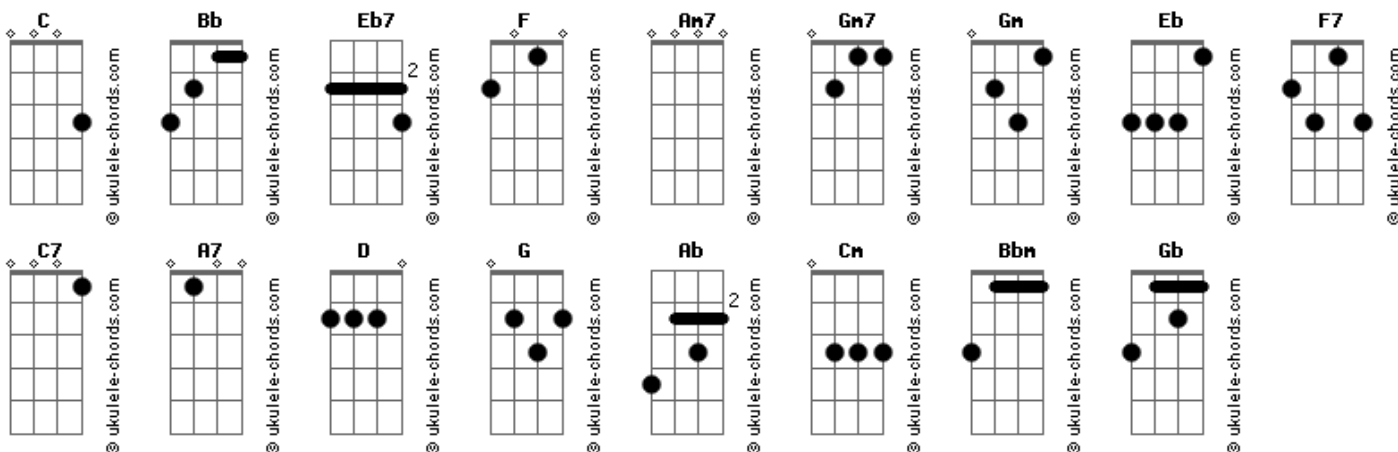 C Bb Eb7 F Am7 Gm7 Gm Eb F7
2
© ukulele-chords.com © ukulele-chords.com © ukulele-chords.com © ukulele-chords.com © ukulele-chords.com © ukulele-chords.com © ukulele-chords.com © ukulele-chords.com © ukulele-chords.com
C7 A7 D G Ab Cm Bbm Gb
2
© ukulele-chords.com © ukulele-chords.com © ukulele-chords.com © ukulele-chords.com © ukulele-chords.com © ukulele-chords.com © ukulele-chords.com © ukulele-chords.com